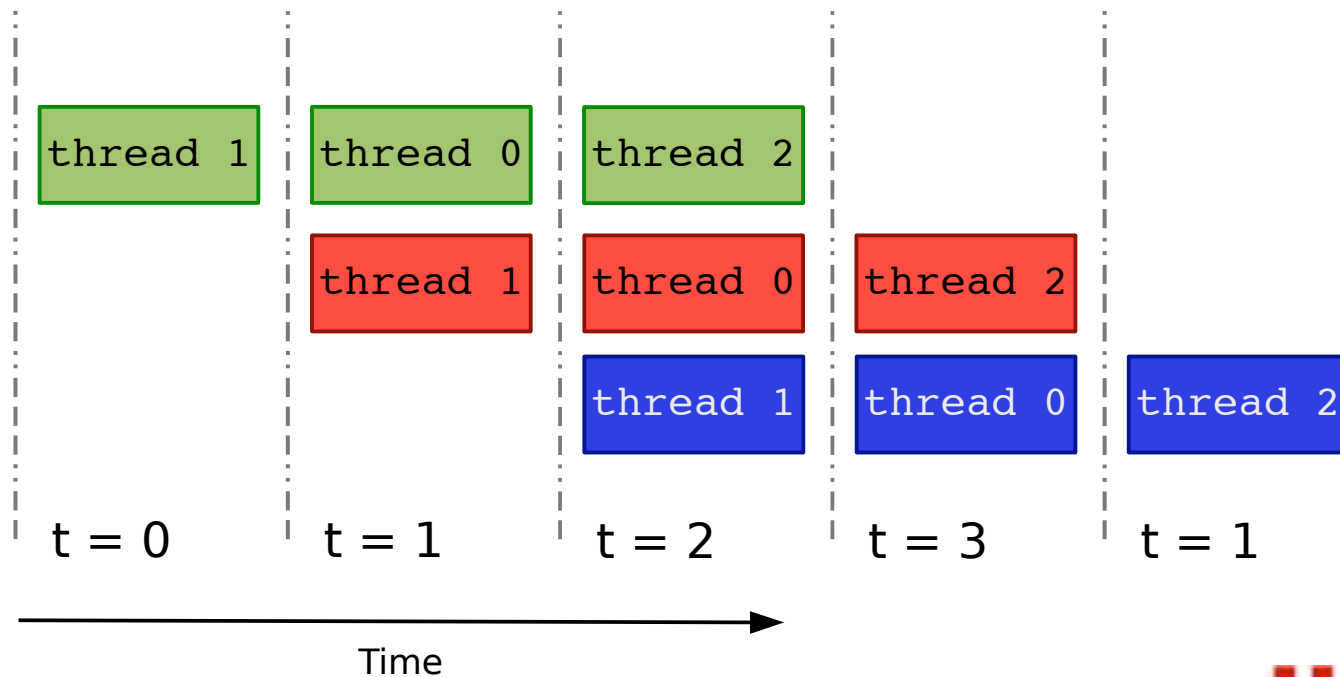 thread 1 thread 0 thread 2
thread 1 thread 0 thread 2
thread 1 thread 0 thread 2
t = 0 t = 1 t = 2 t = 3 t = 1
Time